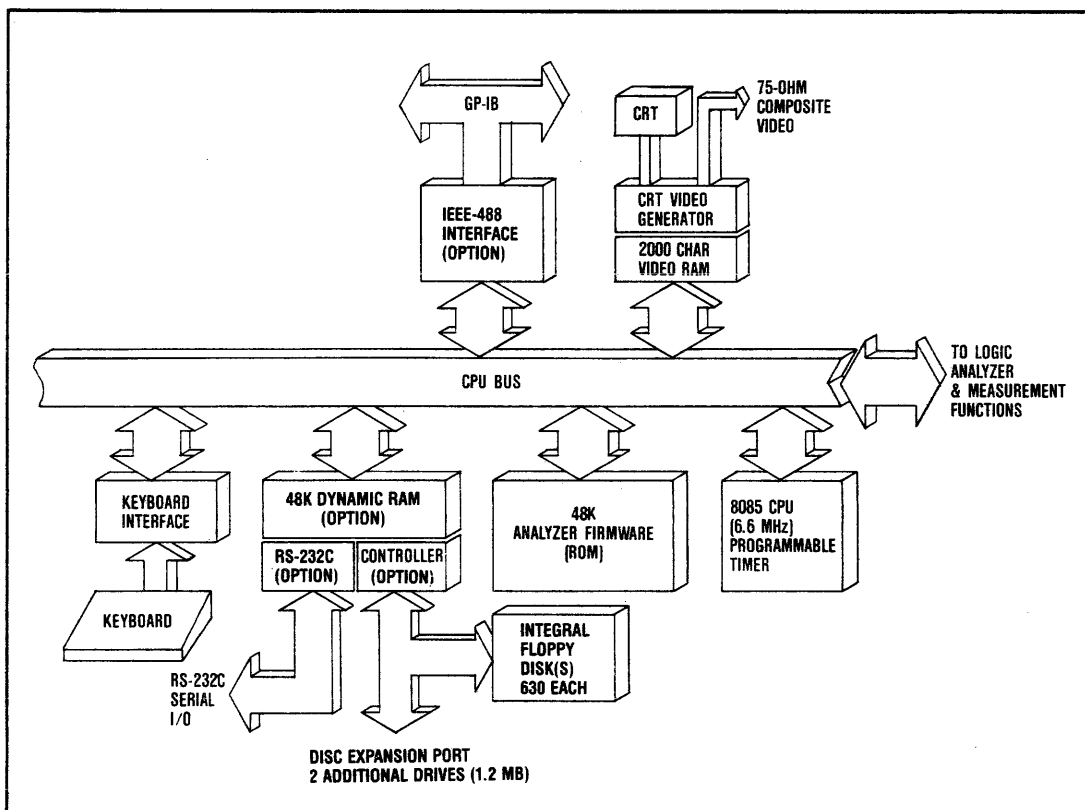 GP-IB
CRT
75-OHM
COMPOSITE
VIDEO
IEEE-488
INTERFACE
(OPTION)
CRT VIDEO
GENERATOR
2000 CHAR
VIDEO RAM
CPU BUS
TO LOGIC
ANALYZER
& MEASUREMENT
FUNCTIONS
KEYBOARD
INTERFACE
KEYBOARD
48K DYNAMIC RAM
(OPTION)
RS-232C
(OPTION)
CONTROLLER
(OPTION)
48K
ANALYZER FIRMWARE
(ROM)
8085 CPU
(6.6 MHz)
PROGRAMMABLE
TIMER
RS-232C
SERIAL
I/O
INTEGRAL
FLOPPY
DISK(S)
630 EACH
DISC EXPANSION PORT
2 ADDITIONAL DRIVES (1.2 MB)